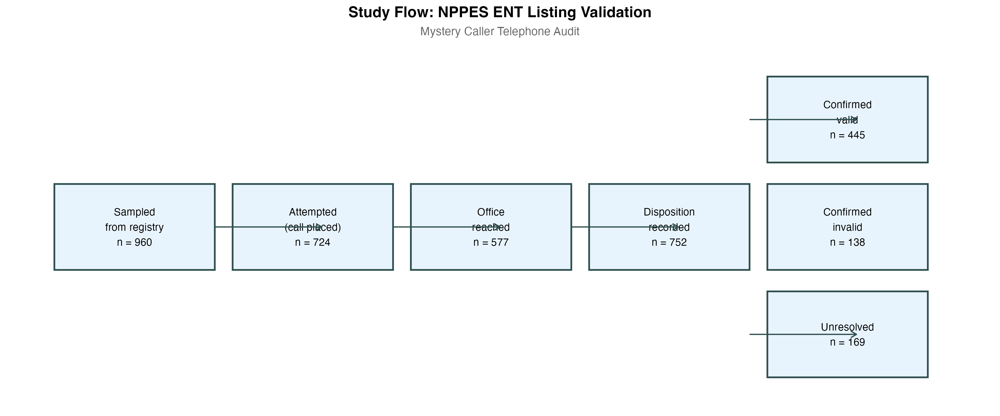 Study Flow: NPPES ENT Listing Validation
Mystery Caller Telephone Audit
Confirmed
valid
n = 445
Sampled
from registry
n = 960
Attempted
(call placed)
n = 724
Office
reached
n = 577
Disposition
recorded
n = 752
Confirmed
invalid
n = 138
Unresolved
n = 169